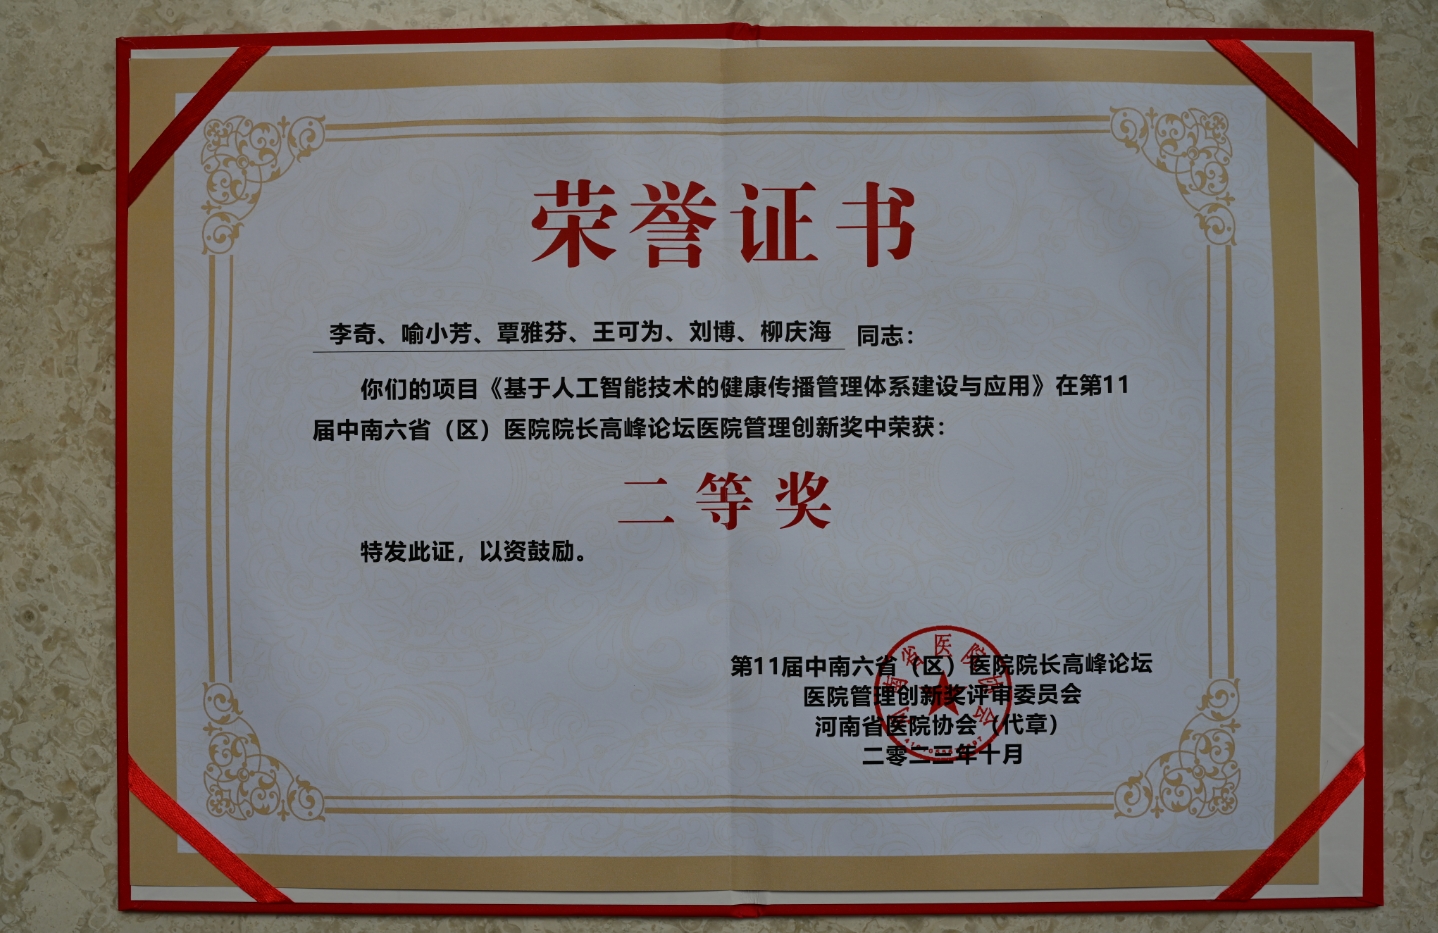 荣誉证书
李奇、喻小芳、覃雅芬、王可为、刘博、柳庆海 同志：
你们的项目《基于人工智能技术的健康传播管理体系建设与应用》在第11
届中南六省（区）医院院长高峰论坛医院管理创新奖中荣获：
二等奖
特发此证，以资鼓励。
第11届中南六省（区）医院院长高峰论坛
医院管理创新奖评审委员会
河南省医院协会（代章）
二零二三年十月
河南省医院协会